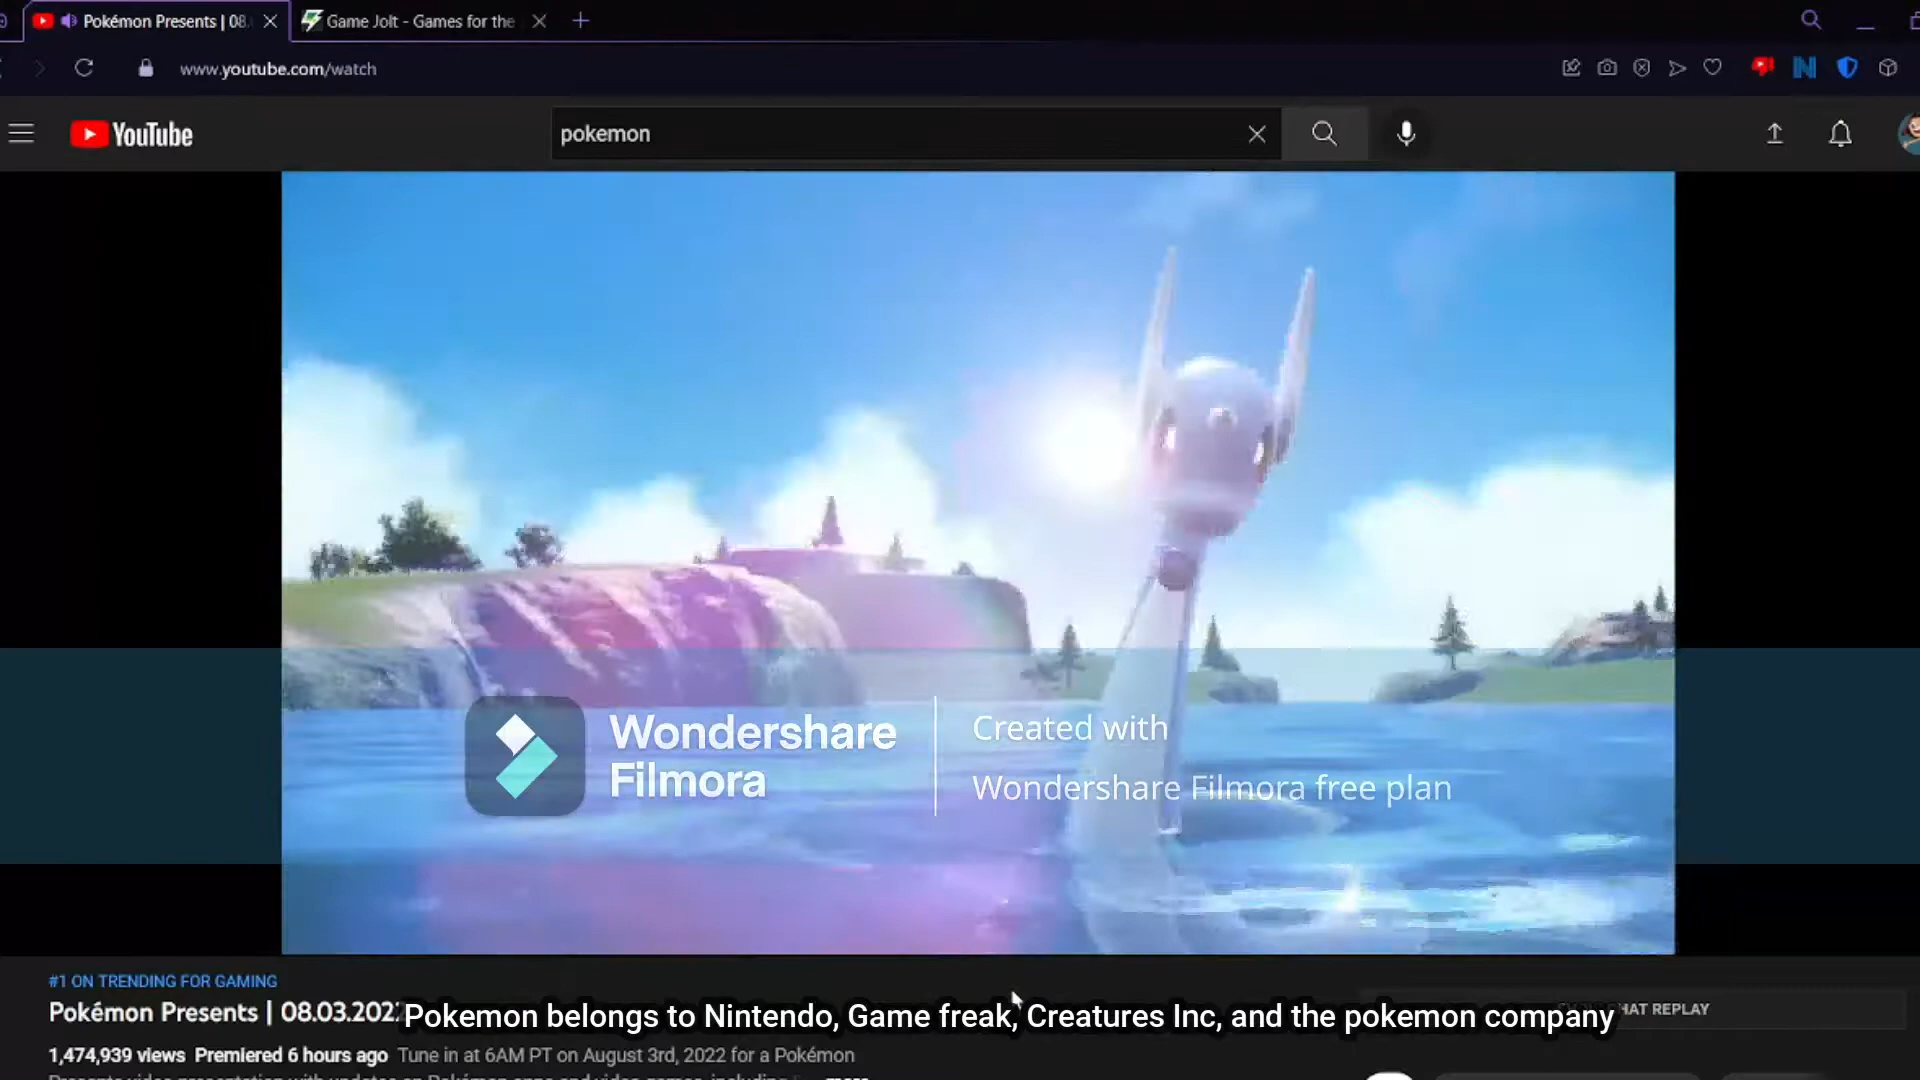 Pokémon Presents | 08.
Game Jolt - Games for the
www.youtube.com/watch
YouTube
pokemon
Wondershare
Filmora
Created with
Wondershare Filmora free plan
#1 ON TRENDING FOR GAMING
Pokémon Presents | 08.03.2022
Pokemon belongs to Nintendo, Game freak, Creatures Inc, and the pokemon company
HAT REPLAY
1,474,939 views Premiered 6 hours ago Tune in at 6AM PT on August 3rd, 2022 for a Pokémon